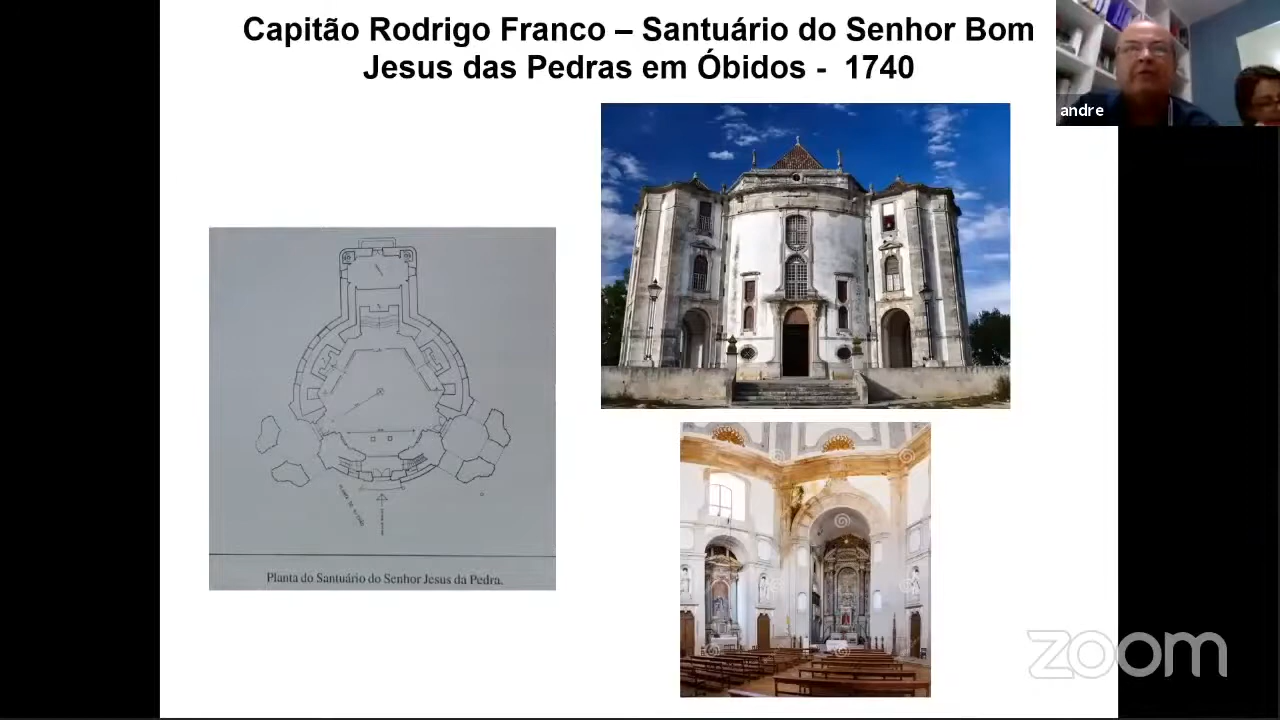 Capitão Rodrigo Franco – Santuário do Senhor Bom
Jesus das Pedras em Óbidos - 1740
andre
Planta do Santuário do Senhor Jesus da Pedra.
zoom